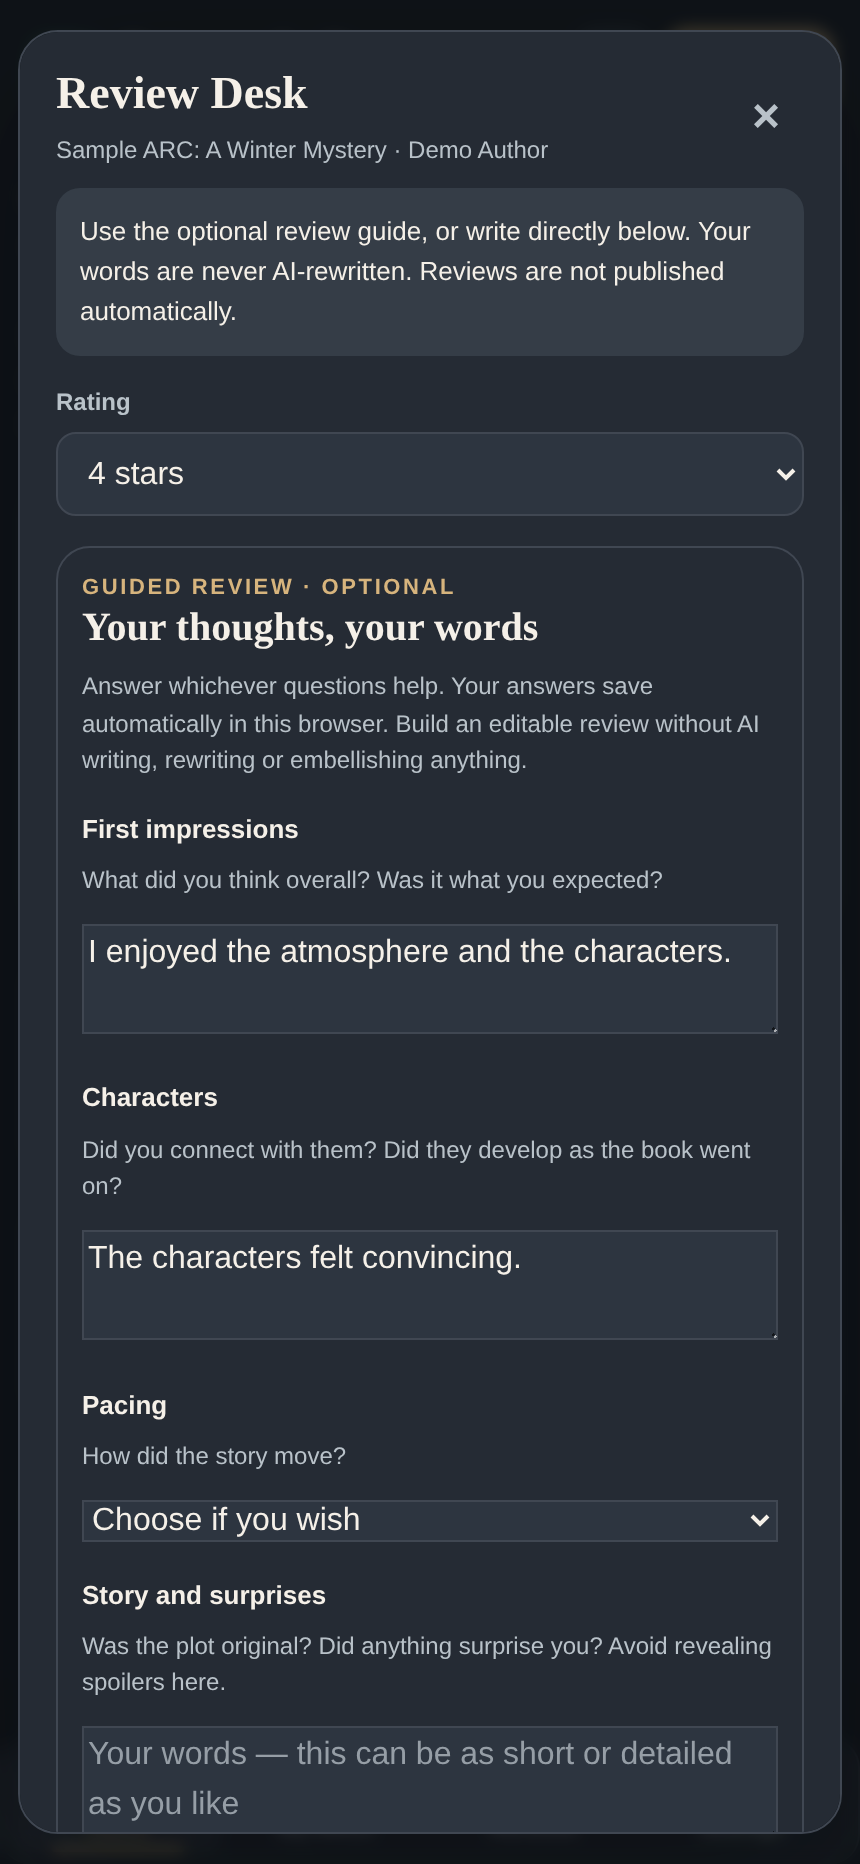 Review Desk
Sample ARC: A Winter Mystery · Demo Author
Use the optional review guide, or write directly below. Your
words are never AI-rewritten. Reviews are not published
automatically.
Rating
4 stars
GUIDED REVIEW · OPTIONAL
Your thoughts, your words
Answer whichever questions help. Your answers save
automatically in this browser. Build an editable review without AI
writing, rewriting or embellishing anything.
First impressions
What did you think overall? Was it what you expected?
I enjoyed the atmosphere and the characters.
Characters
Did you connect with them? Did they develop as the book went
on?
The characters felt convincing.
Pacing
How did the story move?
Choose if you wish
Story and surprises
Was the plot original? Did anything surprise you? Avoid revealing
spoilers here.
Your words — this can be as short or detailed
as you like